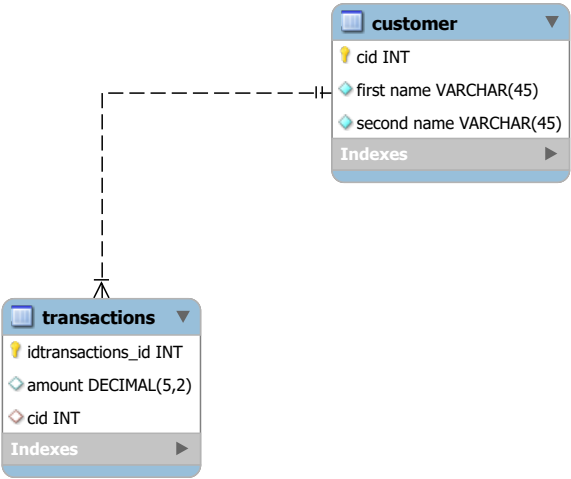 customer
cid INT
first name VARCHAR(45)
second name VARCHAR(45)
Indexes
transactions
idtransactions_id INT
amount DECIMAL(5,2)
cid INT
Indexes